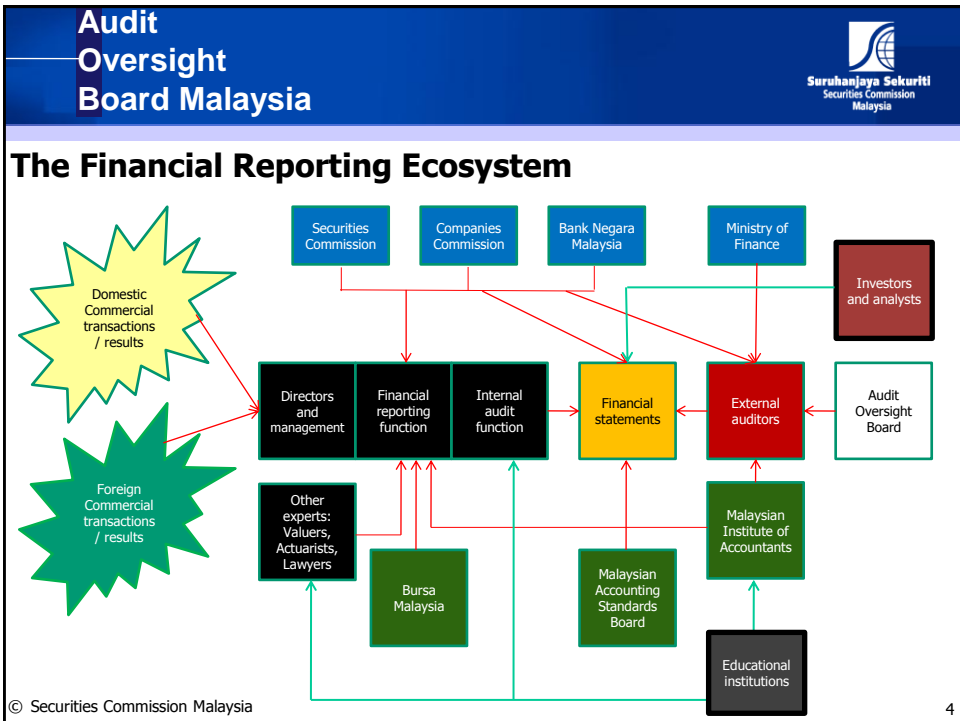 Audit
Oversight
Board Malaysia
Suruhanjaya Sekuriti
Securities Commission
Malaysia
The Financial Reporting Ecosystem
Securities
Commission
Companies
Commission
Bank Negara
Malaysia
Ministry of
Finance
Investors
and analysts
Domestic
Commercial
transactions
/ results
Directors
and
management
Financial
reporting
function
Internal
audit
function
Financial
statements
External
auditors
Audit
Oversight
Board
Foreign
Commercial
transactions
/ results
Other
experts:
Valuers,
Actuarists,
Lawyers
Bursa
Malaysia
Malaysian
Accounting
Standards
Board
Malaysian
Institute of
Accountants
Educational
institutions
© Securities Commission Malaysia
4